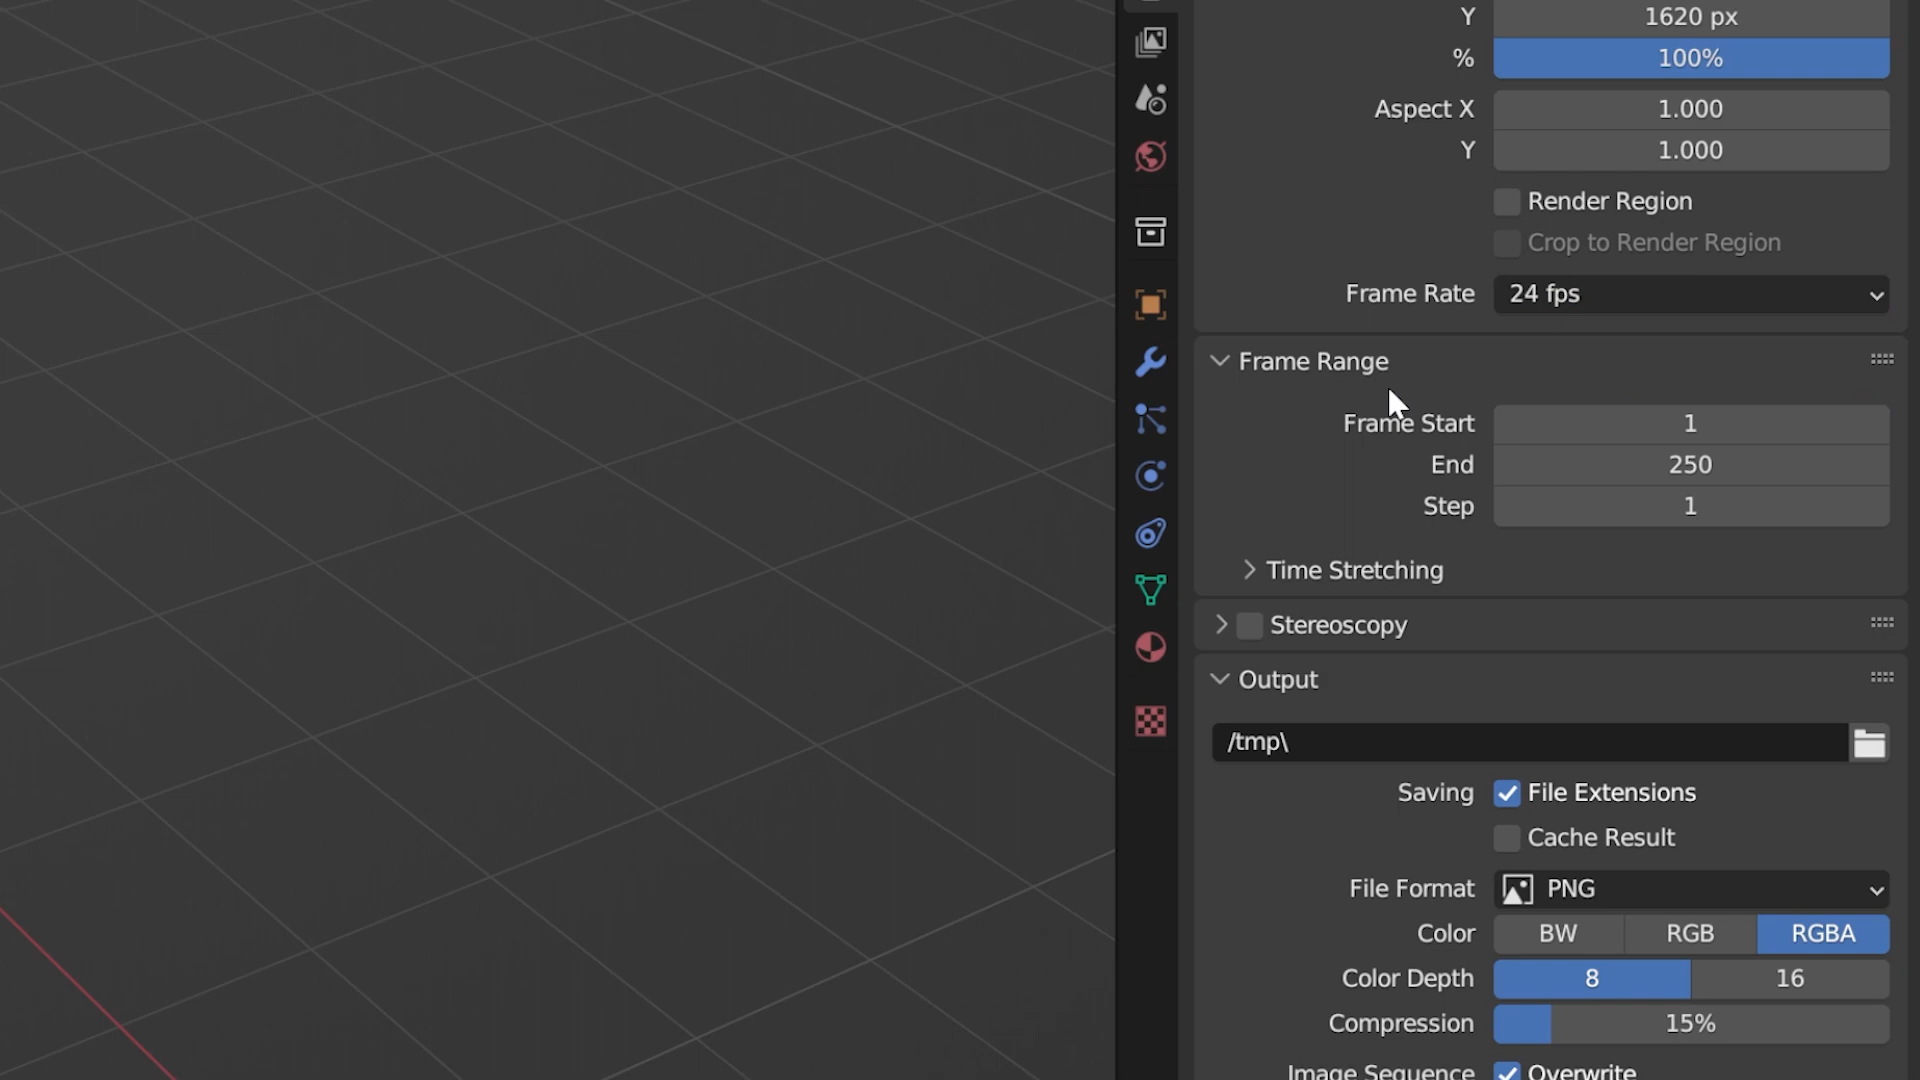 Y 1620 px
% 100%
Aspect X 1.000
Y 1.000
Render Region
Crop to Render Region
Frame Rate 24 fps
Frame Range
Frame Start 1
End 250
Step 1
Time Stretching
Stereoscopy
Output
/tmp\
Saving File Extensions
Cache Result
File Format PNG
Color BW RGB RGBA
Color Depth 8 16
Compression 15%
Image Sequence Overwrite